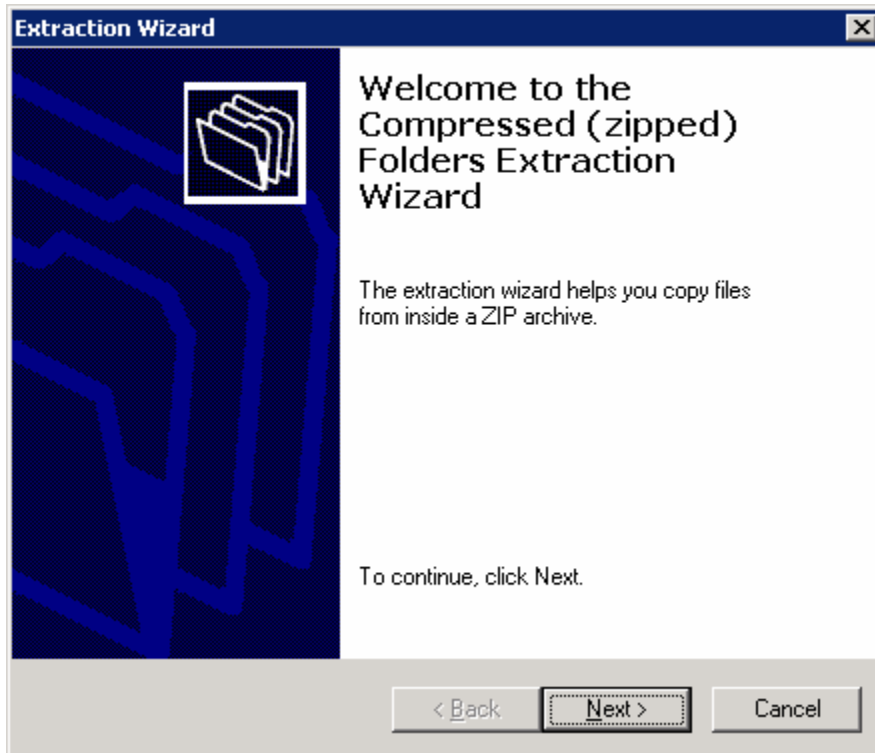 Extraction Wizard
Welcome to the
Compressed (zipped)
Folders Extraction
Wizard
The extraction wizard helps you copy files
from inside a ZIP archive.
To continue, click Next.
< Back
Next >
Cancel